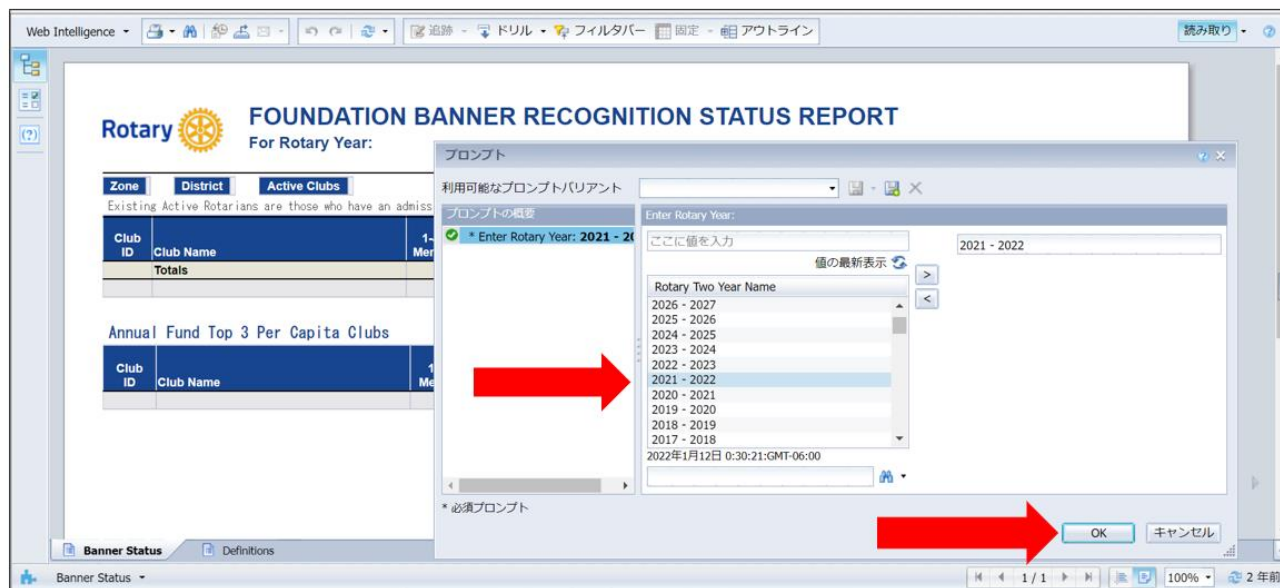 Web Intelligence
追跡
ドリル
フィルタバー
固定
アウトライン
読み取り
Rotary
FOUNDATION BANNER RECOGNITION STATUS REPORT
For Rotary Year:
Zone
District
Active Clubs
Existing Active Rotarians are those who have an admiss
Club ID
Club Name
1-
Mer
Totals
Annual Fund Top 3 Per Capita Clubs
Club ID
Club Name
1
Me
プロンプト
利用可能なプロンプトバリアント
プロンプトの概要
* Enter Rotary Year: 2021 - 20
Enter Rotary Year:
ここに値を入力
値の最新表示
Rotary Two Year Name
2026 - 2027
2025 - 2026
2024 - 2025
2023 - 2024
2022 - 2023
2021 - 2022
2020 - 2021
2019 - 2020
2018 - 2019
2017 - 2018
2022年1月12日 0:30:21:GMT-06:00
>
<
2021 - 2022
* 必須プロンプト
OK
キャンセル
Banner Status
Definitions
Banner Status
1 / 1
100%
2 年前